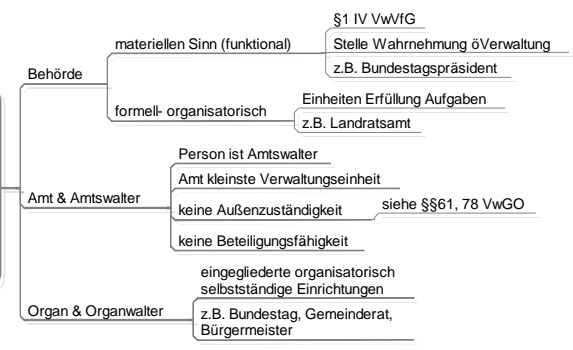 Behörde
materiellen Sinn (funktional)
§1 IV VwVfG
Stelle Wahrnehmung öVerwaltung
z.B. Bundestagspräsident
formell- organisatorisch
Einheiten Erfüllung Aufgaben
z.B. Landratsamt
Amt & Amtswalter
Person ist Amtswalter
Amt kleinste Verwaltungseinheit
keine Außenzuständigkeit
siehe §§61, 78 VwGO
keine Beteiligungsfähigkeit
Organ & Organwalter
eingegliederte organisatorisch
selbstständige Einrichtungen
z.B. Bundestag, Gemeinderat,
Bürgermeister